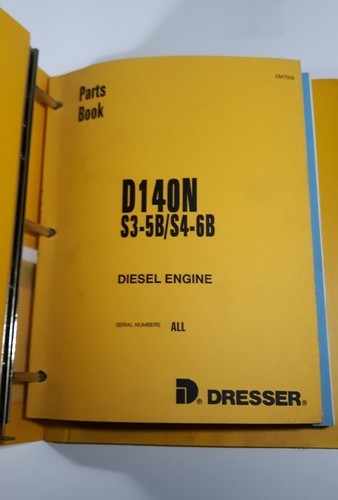 Parts
Book
D140N
S3-5B/S4-6B
DIESEL ENGINE
SERIAL NUMBERS ALL
D® DRESSER®